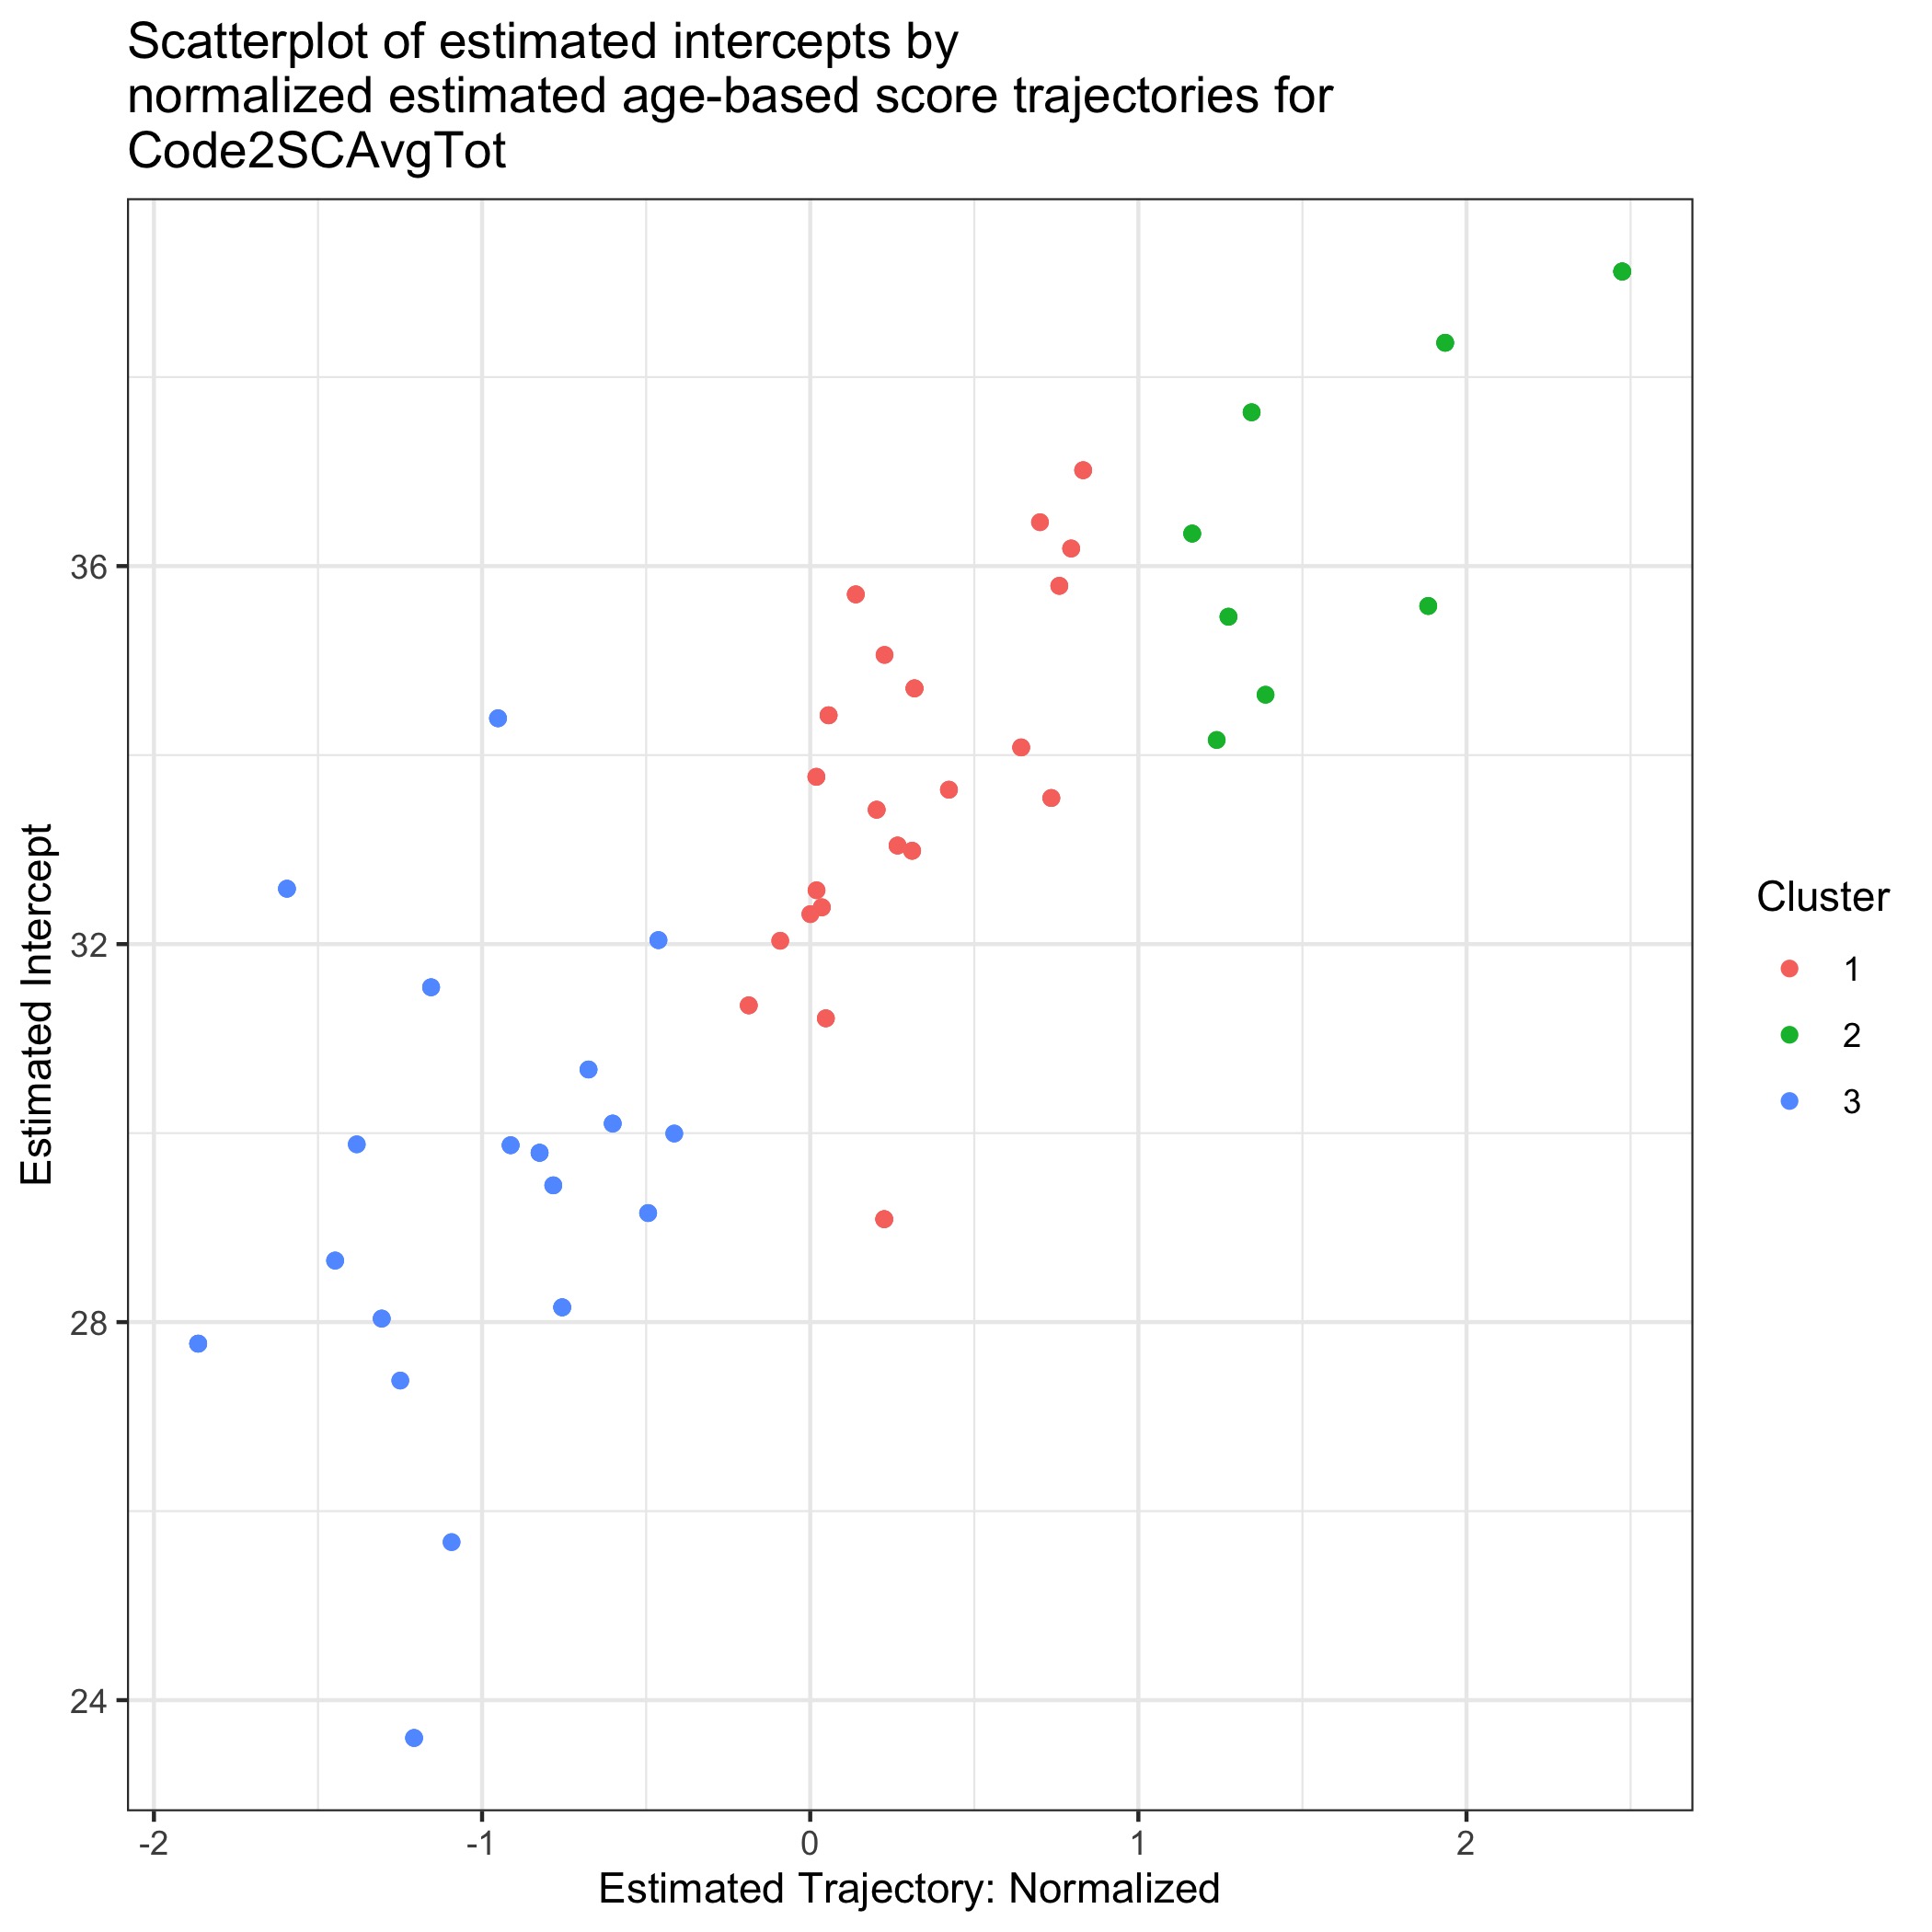 Scatterplot of estimated intercepts by
normalized estimated age-based score trajectories for
Code2SCAvgTot
36
32
28
24
Estimated Intercept
-2 -1 0 1 2
Estimated Trajectory: Normalized
Cluster
1
2
3